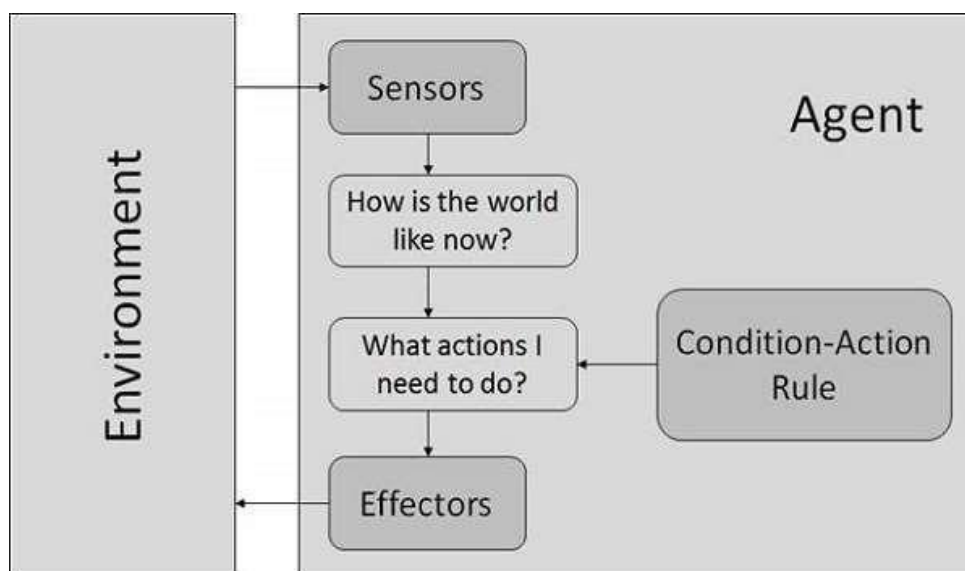 Environment
Agent
Sensors
How is the world
like now?
What actions I
need to do?
Condition-Action
Rule
Effectors